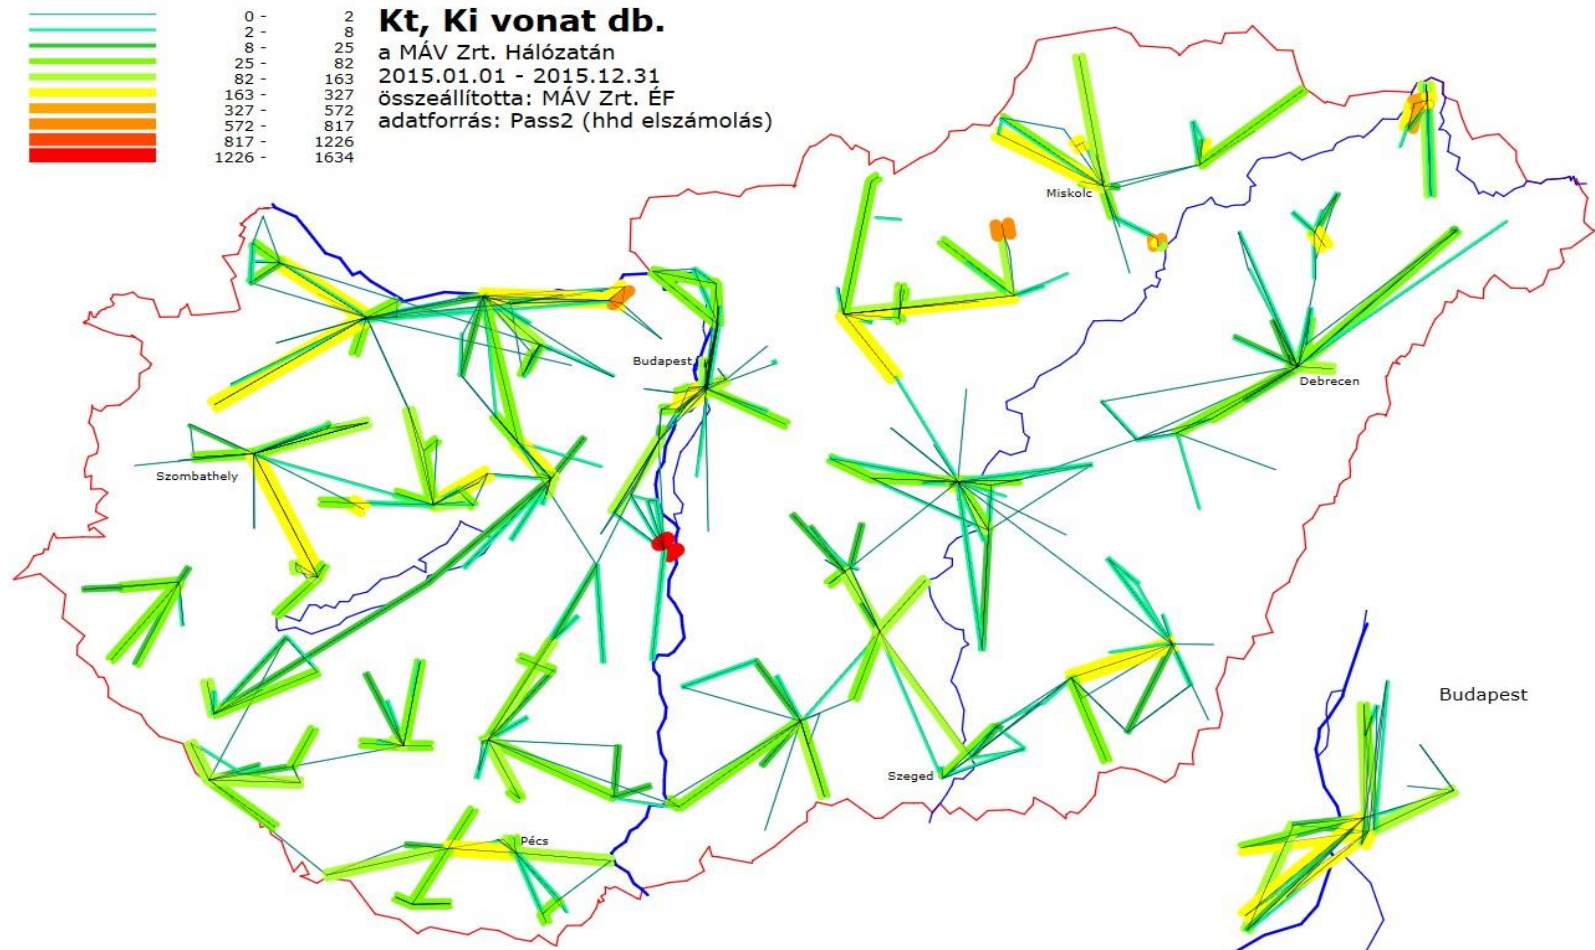 Kt, Ki vonat db.
a MÁV Zrt. Hálózatán
2015.01.01 - 2015.12.31
összeállította: MÁV Zrt. ÉF
adatforrás: Pass2 (hhd elszámolás)
0 - 2
2 - 8
8 - 25
25 - 82
82 - 163
163 - 327
327 - 572
572 - 817
817 - 1226
1226 - 1634
Miskolc
Budapest
Debrecen
Szombathely
Budapest
Szeged
Pécs